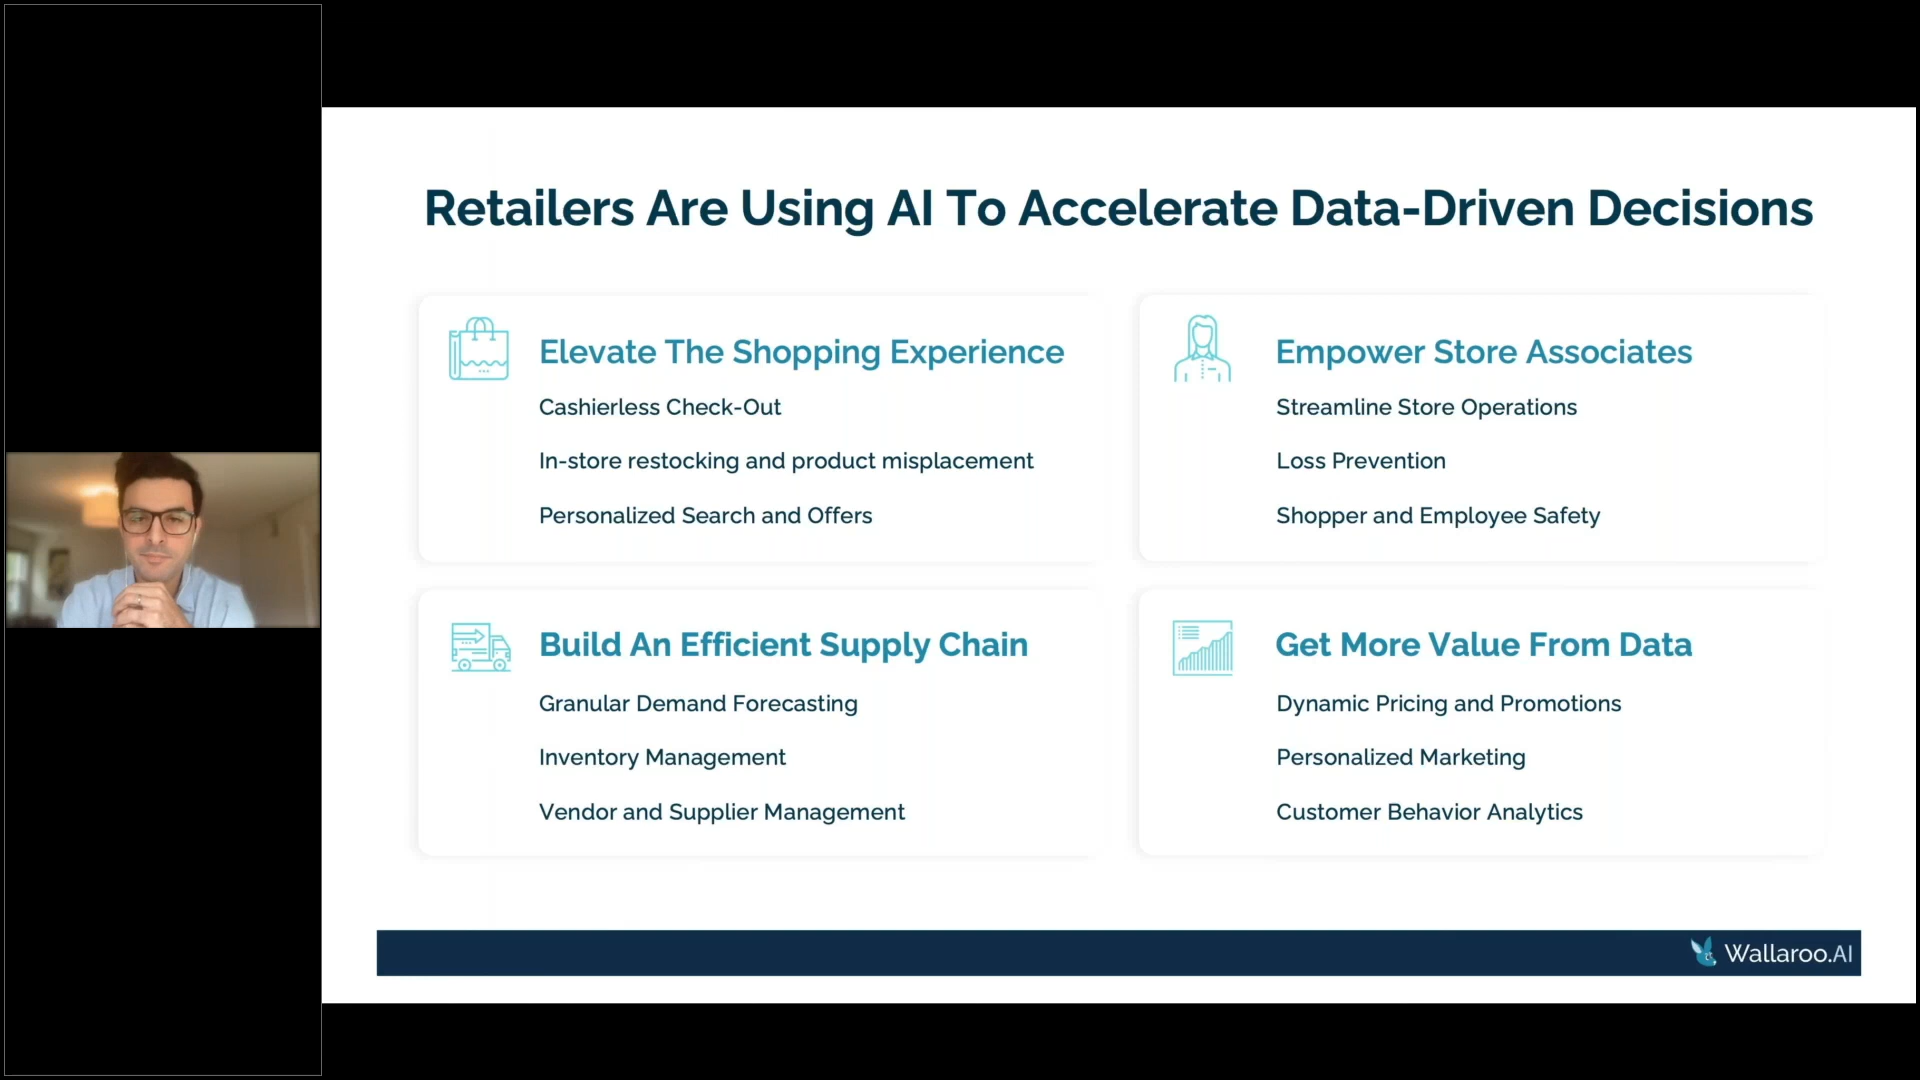 Retailers Are Using AI To Accelerate Data-Driven Decisions
Elevate The Shopping Experience
Cashierless Check-Out
In-store restocking and product misplacement
Personalized Search and Offers
Empower Store Associates
Streamline Store Operations
Loss Prevention
Shopper and Employee Safety
Build An Efficient Supply Chain
Granular Demand Forecasting
Inventory Management
Vendor and Supplier Management
Get More Value From Data
Dynamic Pricing and Promotions
Personalized Marketing
Customer Behavior Analytics
Wallaroo.AI